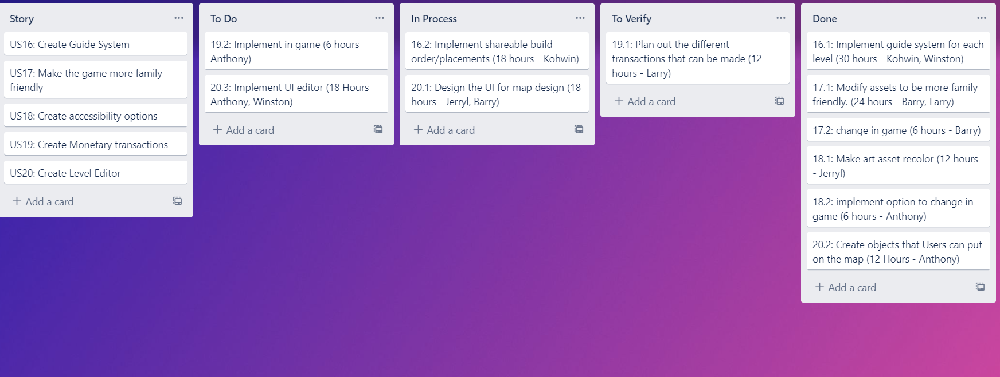 Story
US16: Create Guide System
US17: Make the game more family
friendly
US18: Create accessibility options
US19: Create Monetary transactions
US20: Create Level Editor
+ Add a card
To Do
19.2: Implement in game (6 hours -
Anthony)
20.3: Implement UI editor (18 Hours -
Anthony, Winston)
+ Add a card
In Process
16.2: Implement shareable build
order/placements (18 hours - Kohwin)
20.1: Design the UI for map design (18
hours - Jerryl, Barry)
+ Add a card
To Verify
19.1: Plan out the different
transactions that can be made (12
hours - Larry)
+ Add a card
Done
16.1: Implement guide system for each
level (30 hours - Kohwin, Winston)
17.1: Modify assets to be more family
friendly. (24 hours - Barry, Larry)
17.2: change in game (6 hours - Barry)
18.1: Make art asset recolor (12 hours
- Jerryl)
18.2: implement option to change in
game (6 hours - Anthony)
20.2: Create objects that Users can put
on the map (12 Hours - Anthony)
+ Add a card